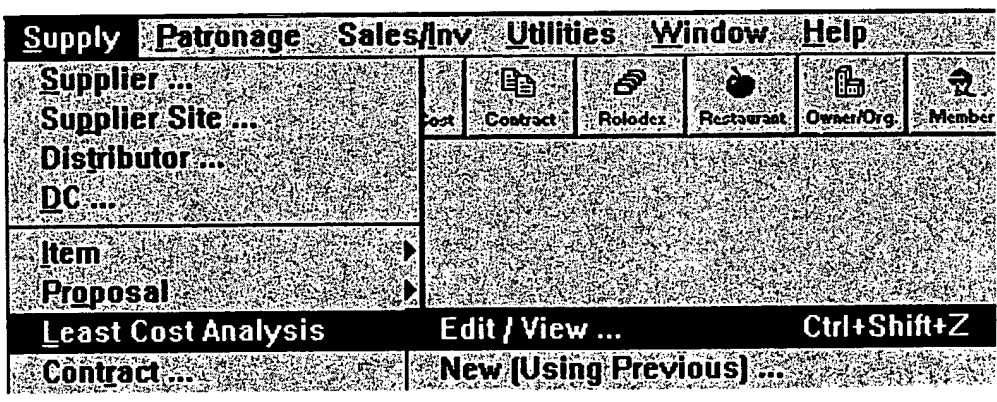 Supply Patronage Sales/Inv Utilities Window Help
Supplier ...
Supplier Site ...
Distributor ...
DC ...
Item
Proposal
Least Cost Analysis
Contract ...
ost Contract Rolodex Restaurant Owner/Org. Member
Edit / View ... Ctrl+Shift+Z
New (Using Previous) ...